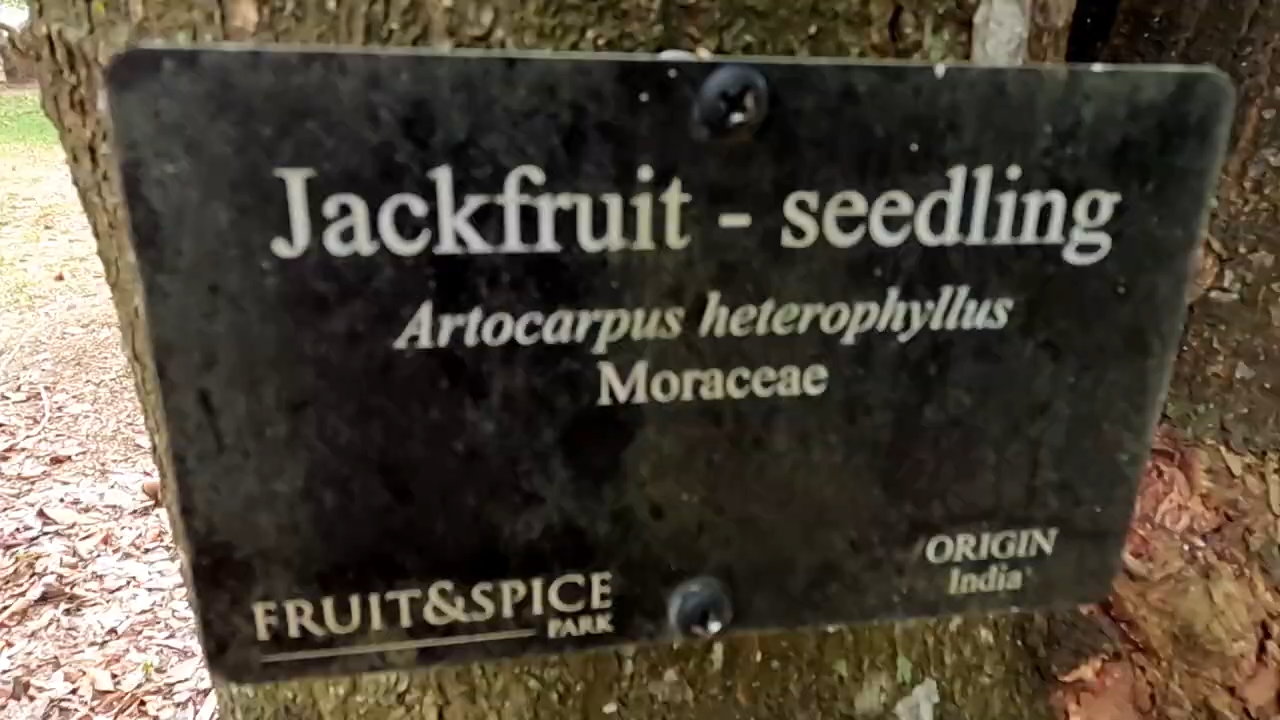 Jackfruit - seedling
Artocarpus heterophyllus
Moraceae
ORIGIN
India
FRUIT&SPICE
PARK